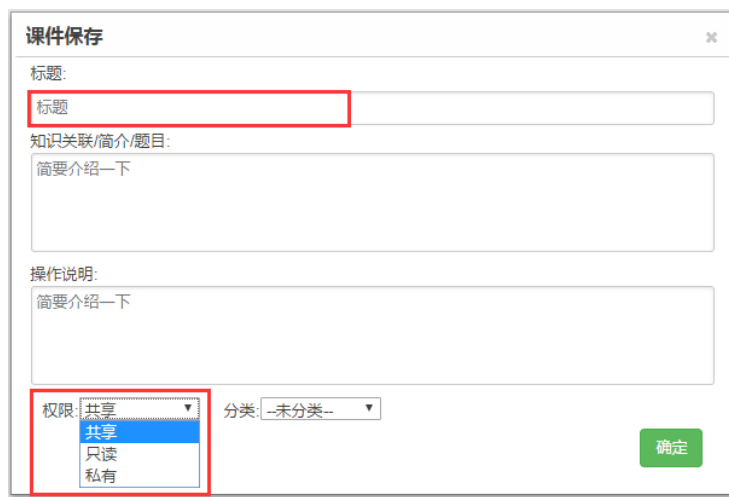 课件保存
标题:
标题
知识关联/简介/题目:
简要介绍一下
操作说明:
简要介绍一下
权限: 共享 分类: --未分类--
共享
只读
私有
确定